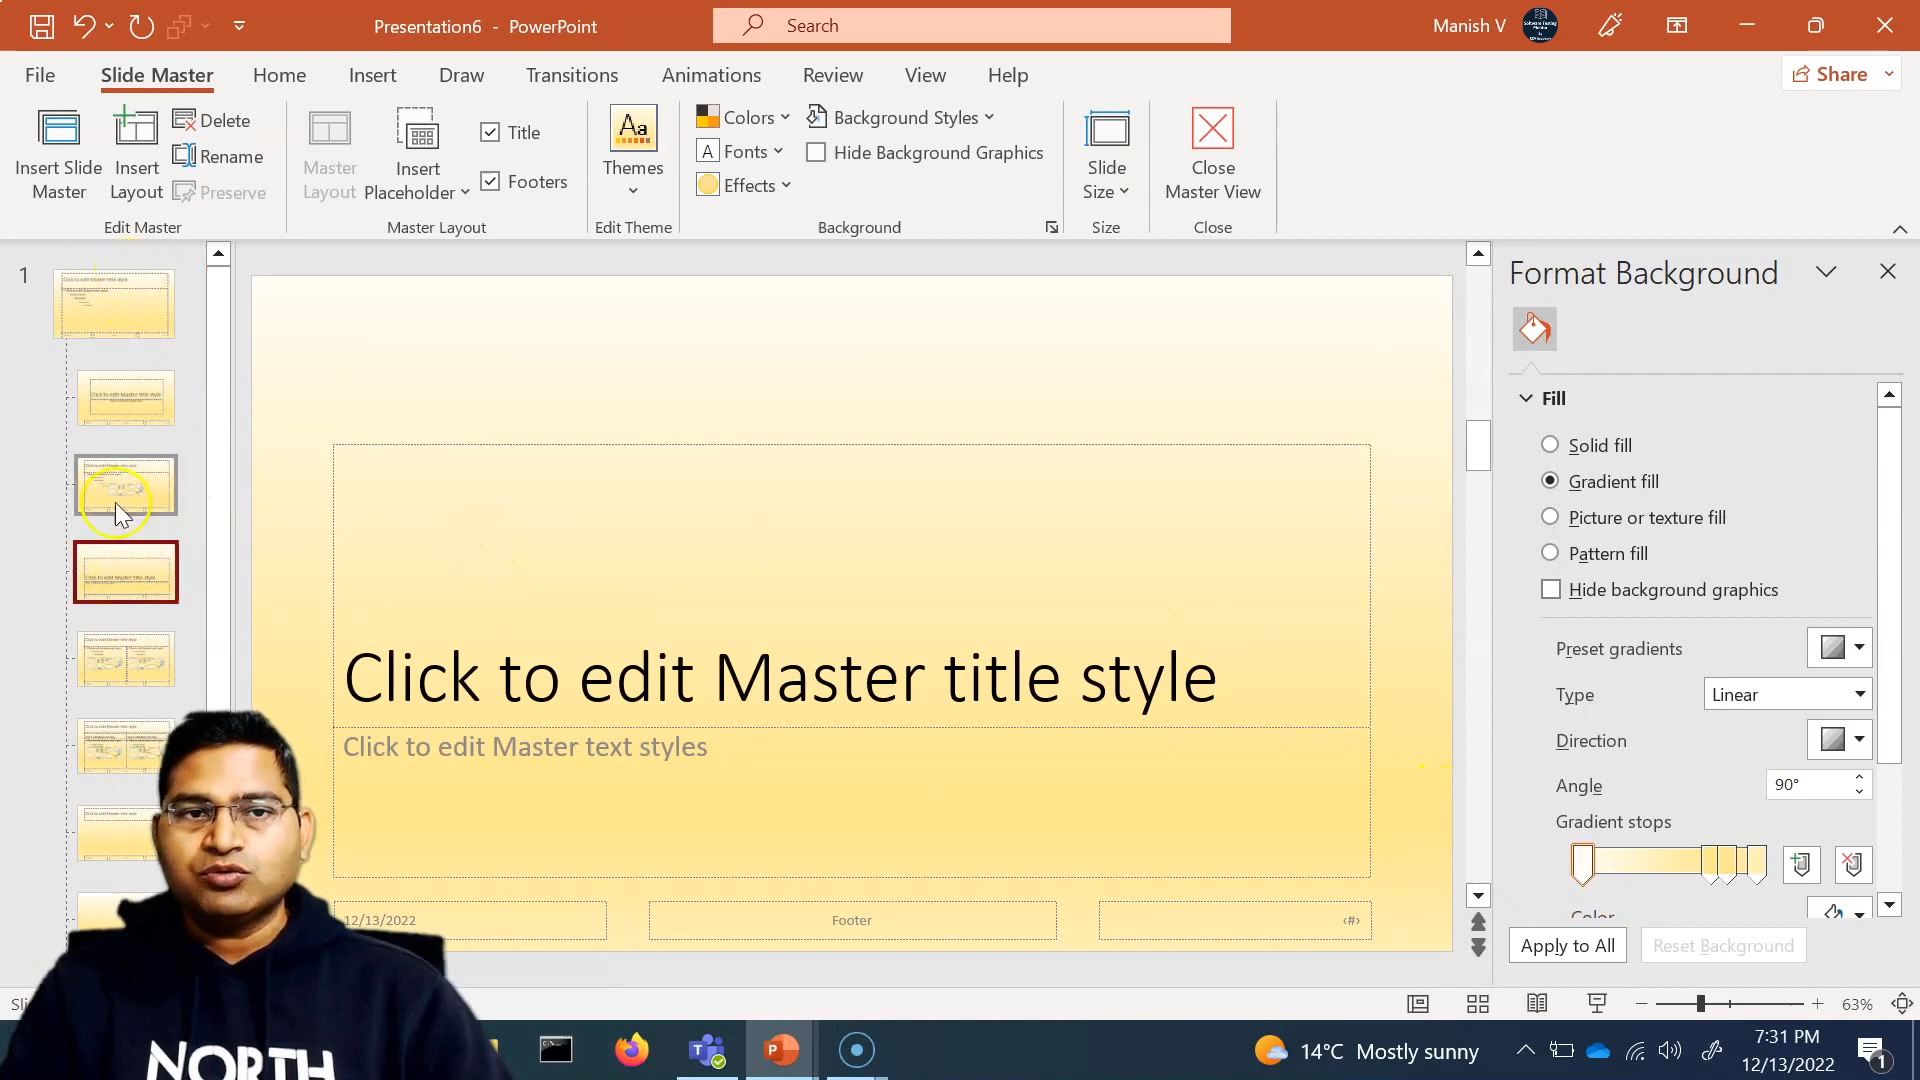 Presentation6 - PowerPoint
Search
Manish V
File
Slide Master
Home
Insert
Draw
Transitions
Animations
Review
View
Help
Share
Insert Slide
Master
Insert
Layout
Delete
Rename
Preserve
Edit Master
Master
Layout
Insert
Placeholder
Title
Footers
Master Layout
Aa
Themes
Edit Theme
Colors
A Fonts
Effects
Background Styles
Hide Background Graphics
Background
Slide
Size
Size
Close
Master View
Close
1
Click to edit Master title style
Click to edit Master text styles
12/13/2022
Footer
‹#›
Format Background
Fill
Solid fill
Gradient fill
Picture or texture fill
Pattern fill
Hide background graphics
Preset gradients
Type
Linear
Direction
Angle
90°
Gradient stops
Color
Apply to All
Reset Background
63%
NORTH
14°C Mostly sunny
7:31 PM
12/13/2022
1